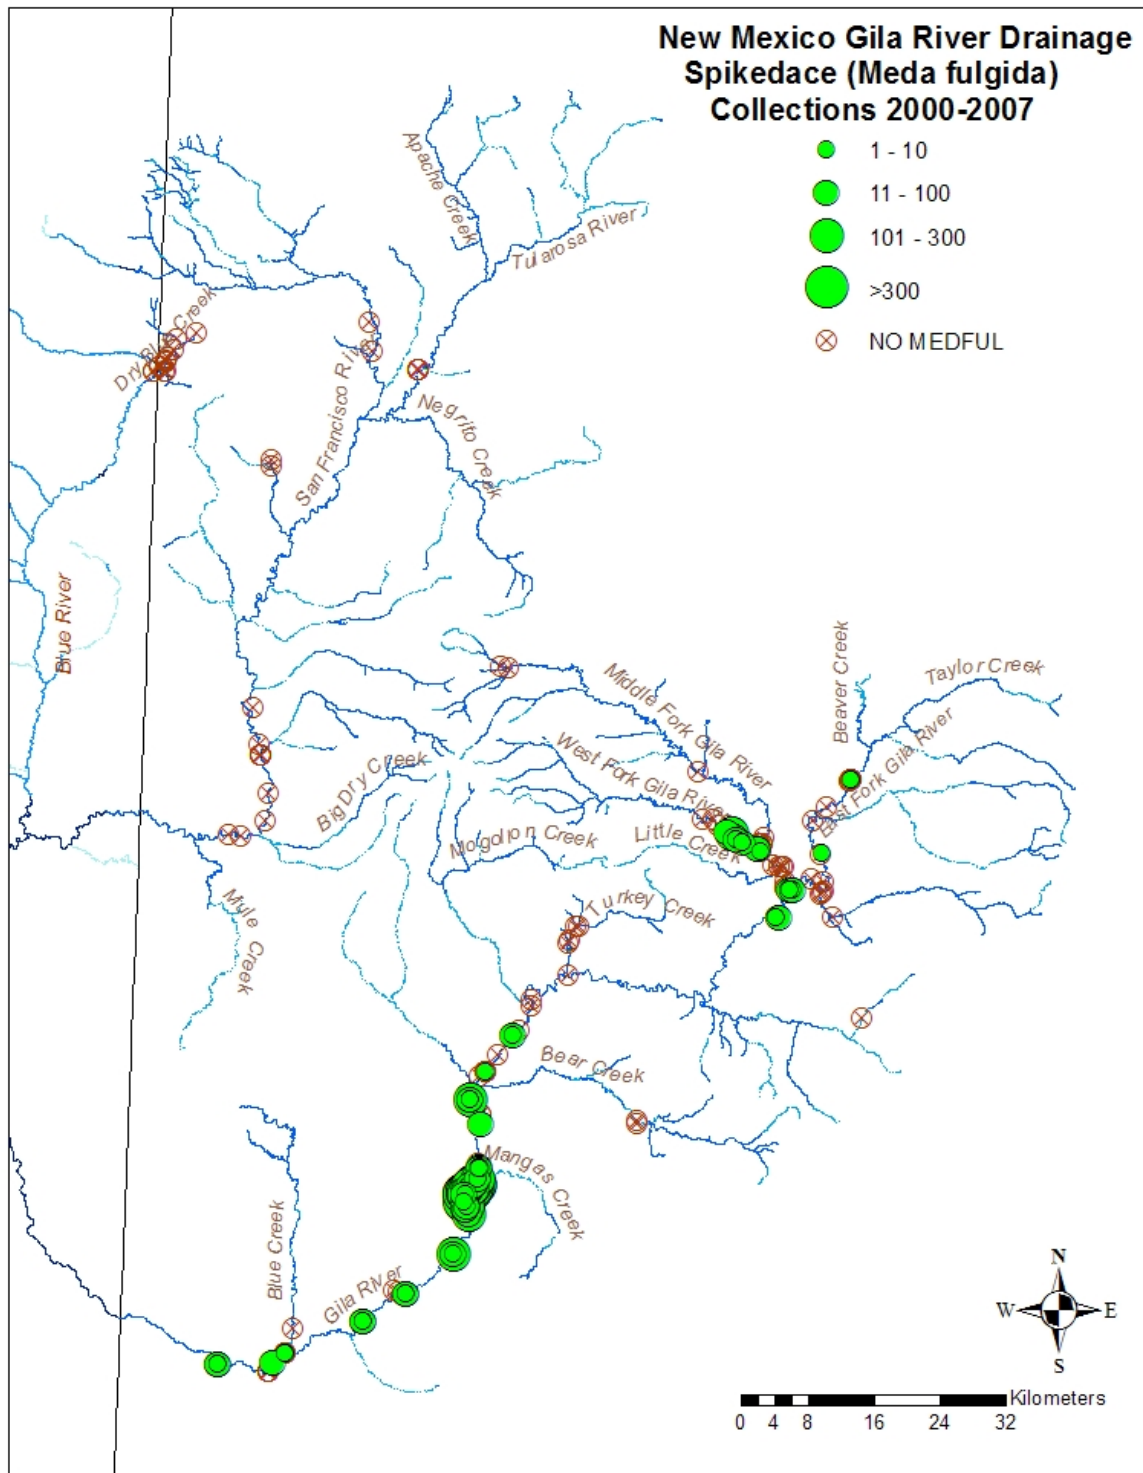 New Mexico Gila River Drainage
Spikedace (Meda fulgida)
Collections 2000-2007
1 - 10
11 - 100
101 - 300
>300
NO MEDFUL
Apache Creek
Tularosa River
Dry Blue Creek
San Francisco River
Negrito Creek
Blue River
Middle Fork Gila River
Beaver Creek
Taylor Creek
West Fork Gila River
East Fork Gila River
Big Dry Creek
Mogollon Creek
Little Creek
Turkey Creek
Mule Creek
Bear Creek
Mangas Creek
Blue Creek
Gila River
N
W E
S
Kilometers
0 4 8 16 24 32